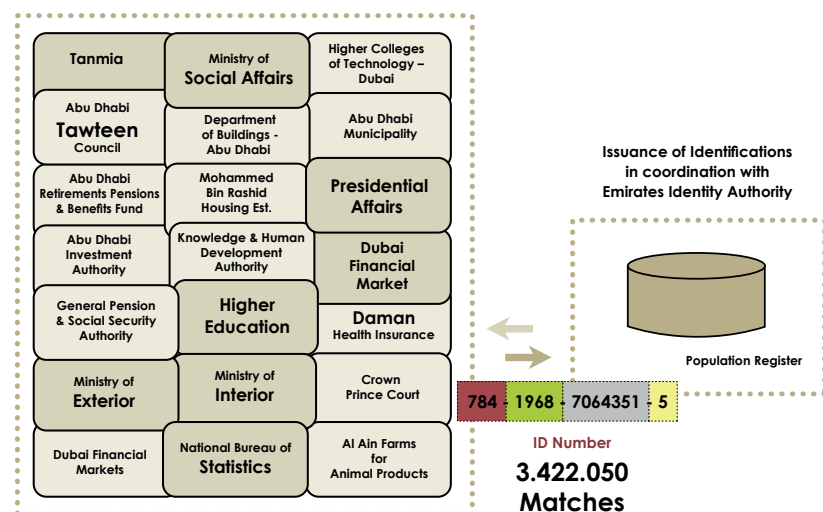 Tanmia
Ministry of
Social Affairs
Higher Colleges
of Technology –
Dubai
Abu Dhabi
Tawteen
Council
Department
of Buildings -
Abu Dhabi
Abu Dhabi
Municipality
Abu Dhabi
Retirements Pensions
& Benefits Fund
Mohammed
Bin Rashid
Housing Est.
Presidential
Affairs
Abu Dhabi
Investment
Authority
Knowledge & Human
Development
Authority
Dubai
Financial
Market
General Pension
& Social Security
Authority
Higher
Education
Daman
Health Insurance
Ministry of
Exterior
Ministry of
Interior
Crown
Prince Court
Dubai Financial
Markets
National Bureau of
Statistics
Al Ain Farms
for
Animal Products
Issuance of Identifications
in coordination with
Emirates Identity Authority
Population Register
784 - 1968 - 7064351 - 5
ID Number
3.422.050
Matches